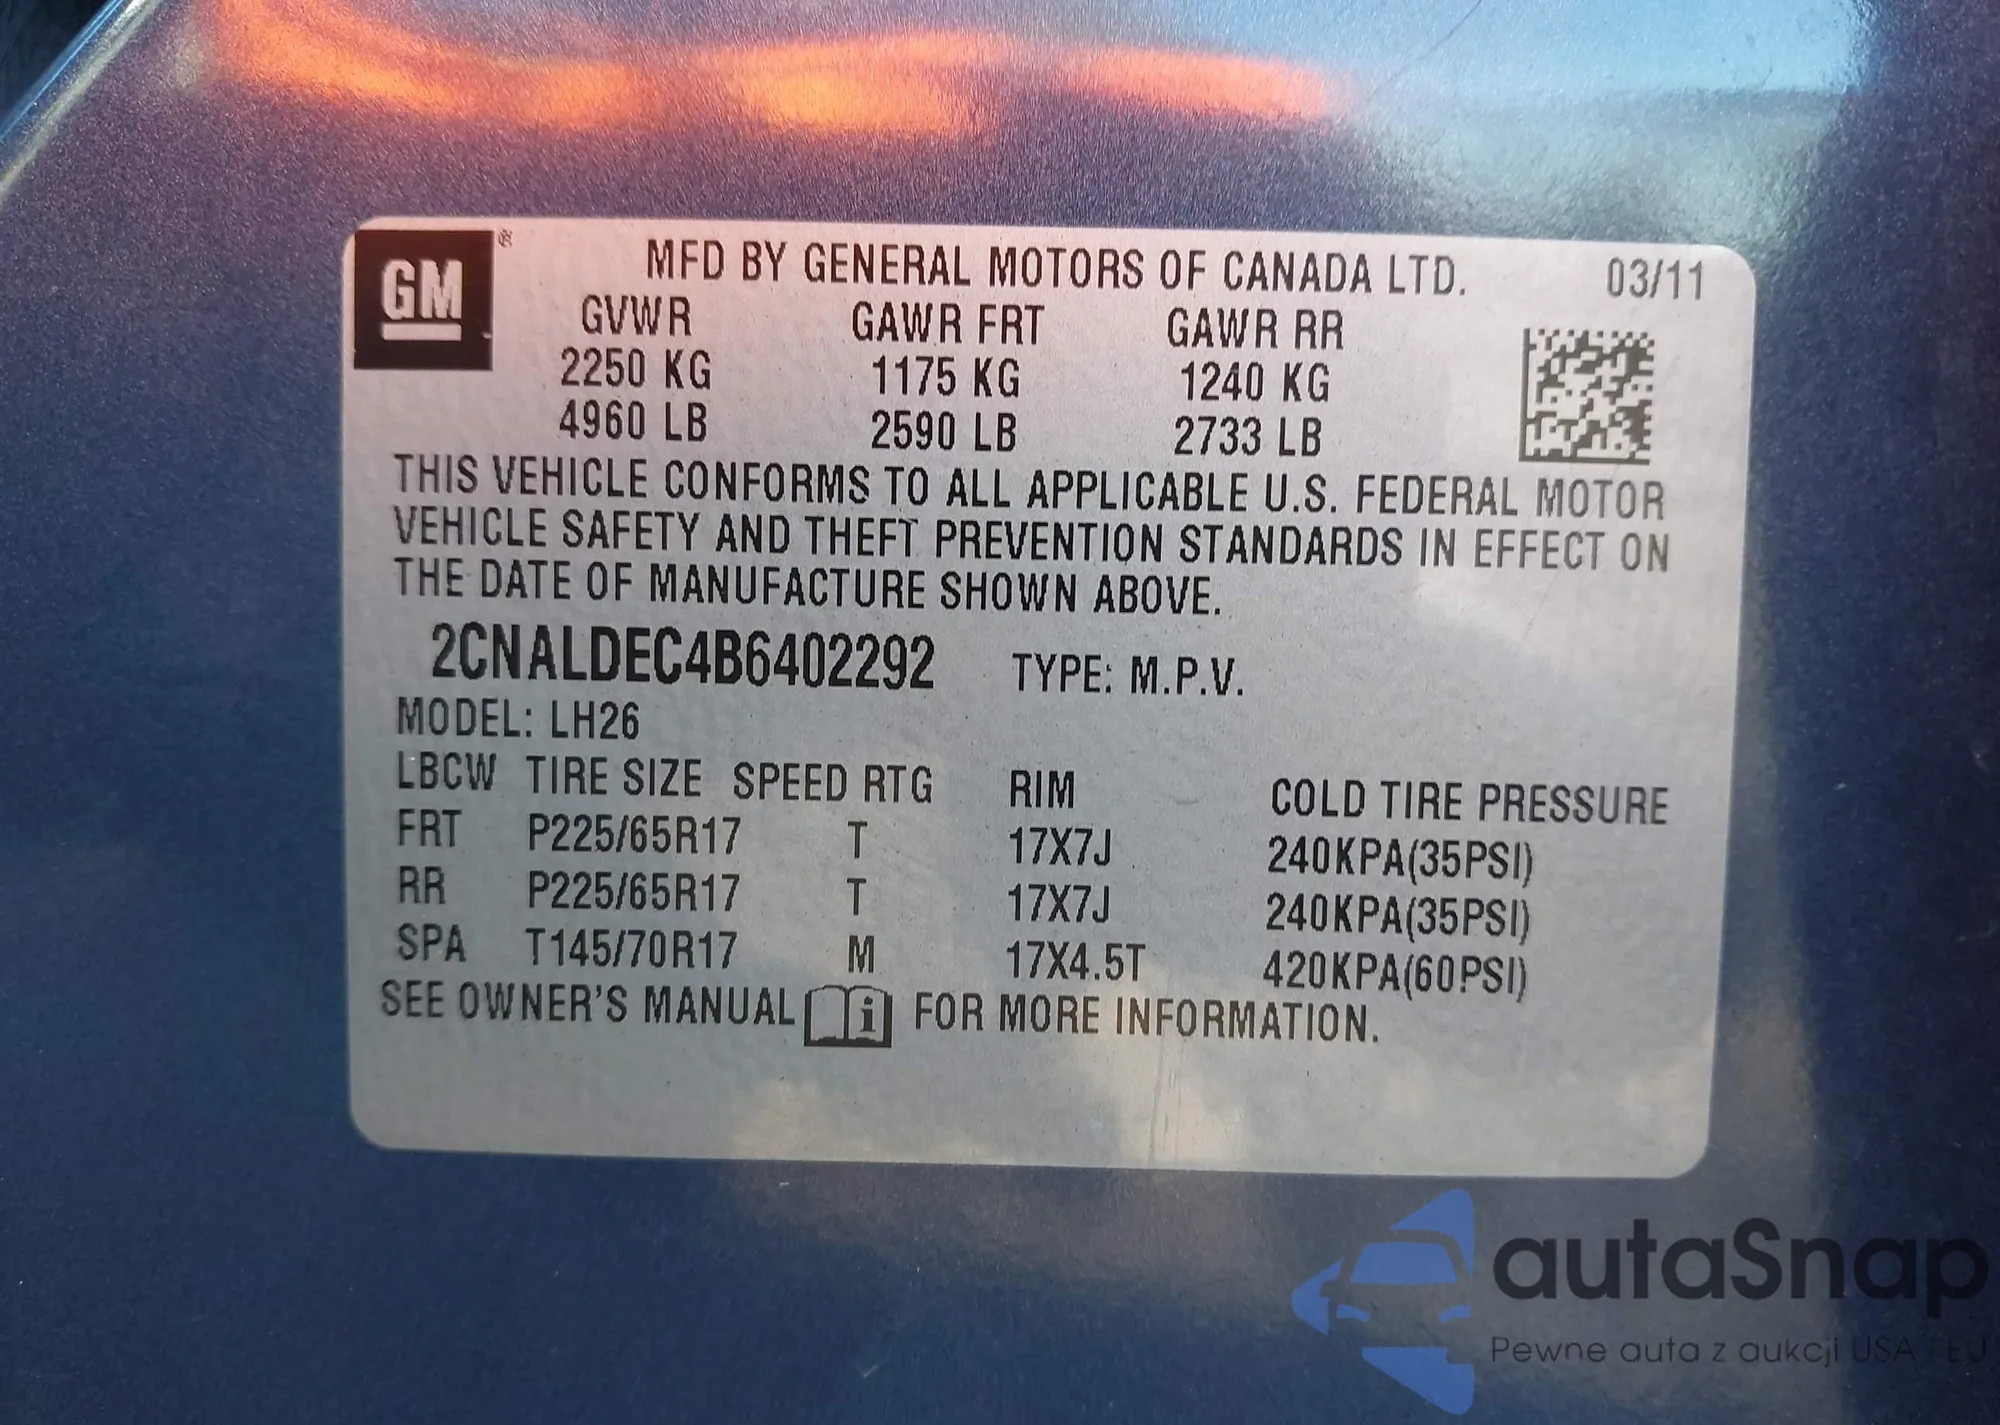 GM ®
MFD BY GENERAL MOTORS OF CANADA LTD. 03/11
GVWR GAWR FRT GAWR RR
2250 KG 1175 KG 1240 KG
4960 LB 2590 LB 2733 LB
THIS VEHICLE CONFORMS TO ALL APPLICABLE U.S. FEDERAL MOTOR
VEHICLE SAFETY AND THEFT PREVENTION STANDARDS IN EFFECT ON
THE DATE OF MANUFACTURE SHOWN ABOVE.
2CNALDEC4B6402292 TYPE: M.P.V.
MODEL: LH26
LBCW TIRE SIZE SPEED RTG RIM COLD TIRE PRESSURE
FRT P225/65R17 T 17X7J 240KPA(35PSI)
RR P225/65R17 T 17X7J 240KPA(35PSI)
SPA T145/70R17 M 17X4.5T 420KPA(60PSI)
SEE OWNER'S MANUAL i FOR MORE INFORMATION.
autaSnap
Pewne auta z aukcji USA i EU